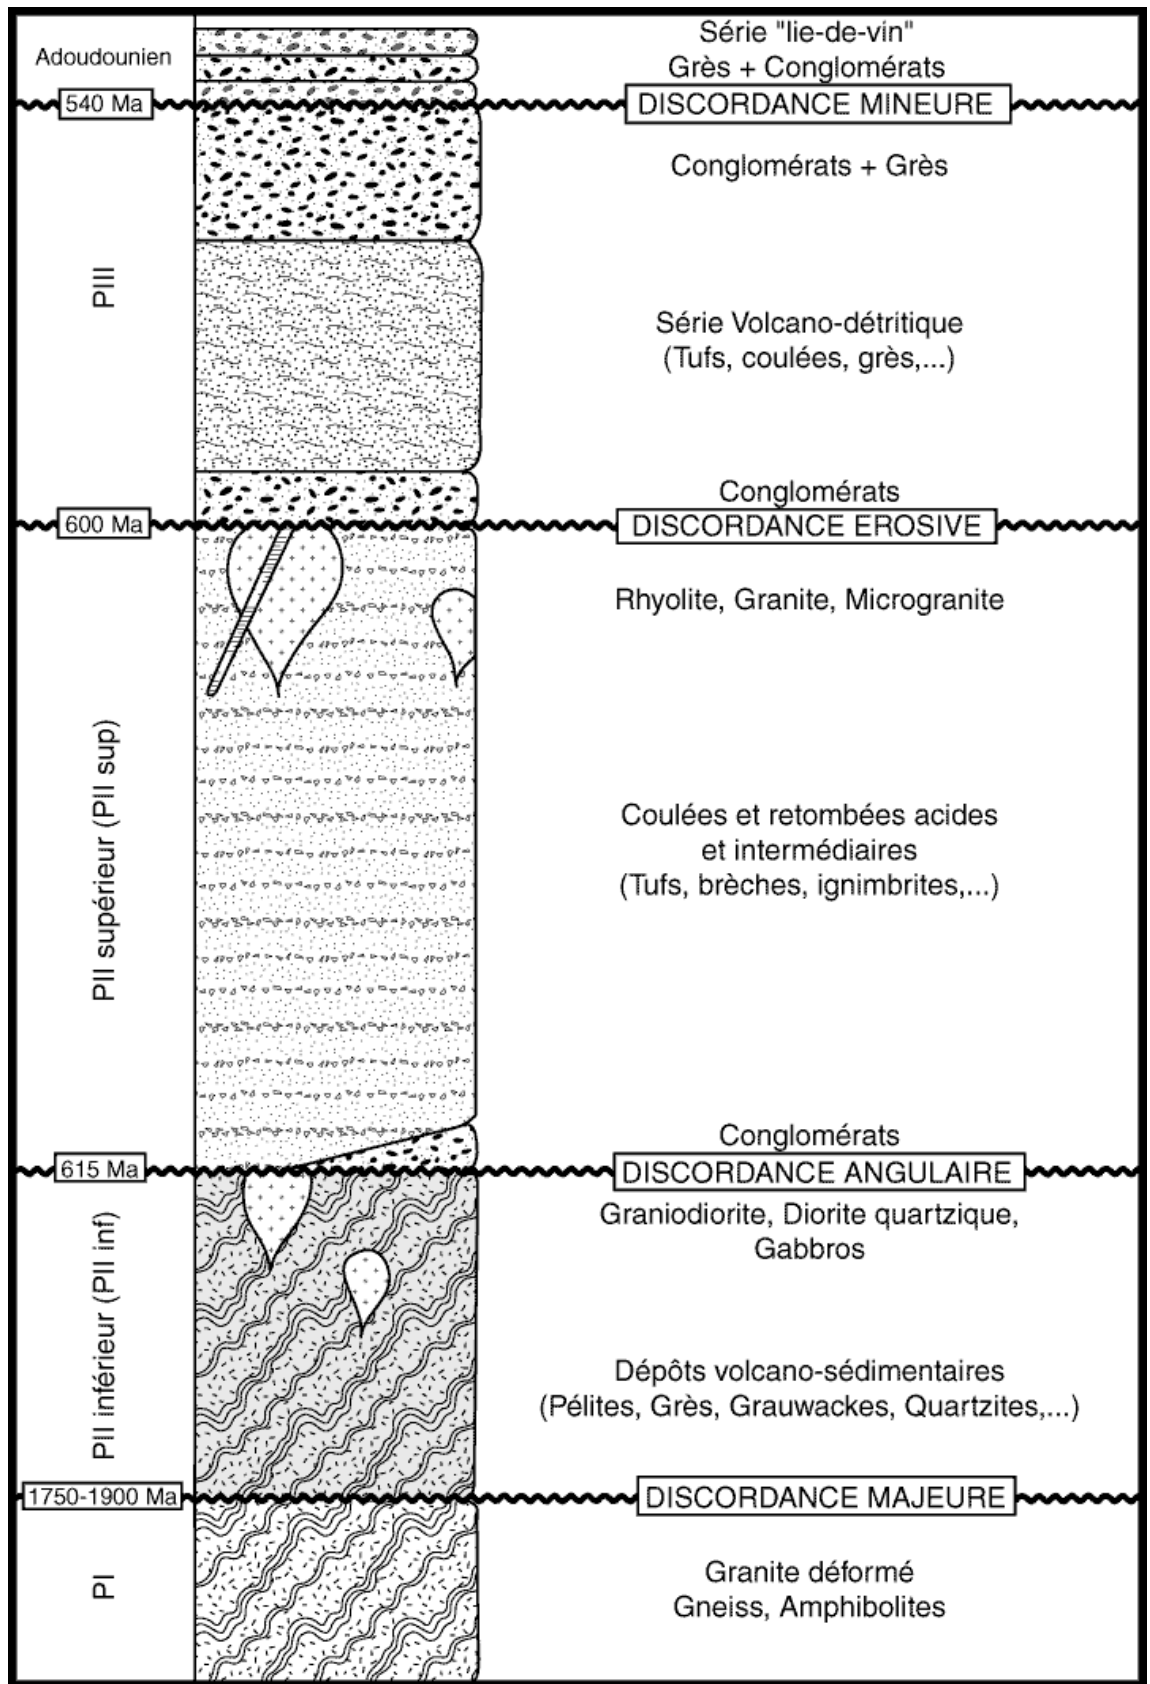 Adoudounien
Série "lie-de-vin"
Grès + Conglomérats
540 Ma
DISCORDANCE MINEURE
PIII
Conglomérats + Grès
Série Volcano-détritique
(Tufs, coulées, grès,...)
Conglomérats
600 Ma
DISCORDANCE EROSIVE
PII supérieur (PII sup)
Rhyolite, Granite, Microgranite
Coulées et retombées acides
et intermédiaires
(Tufs, brèches, ignimbrites,...)
Conglomérats
615 Ma
DISCORDANCE ANGULAIRE
PII inférieur (PII inf)
Graniodiorite, Diorite quartzique,
Gabbros
Dépôts volcano-sédimentaires
(Pélites, Grès, Grauwackes, Quartzites,...)
1750-1900 Ma
DISCORDANCE MAJEURE
PI
Granite déformé
Gneiss, Amphibolites